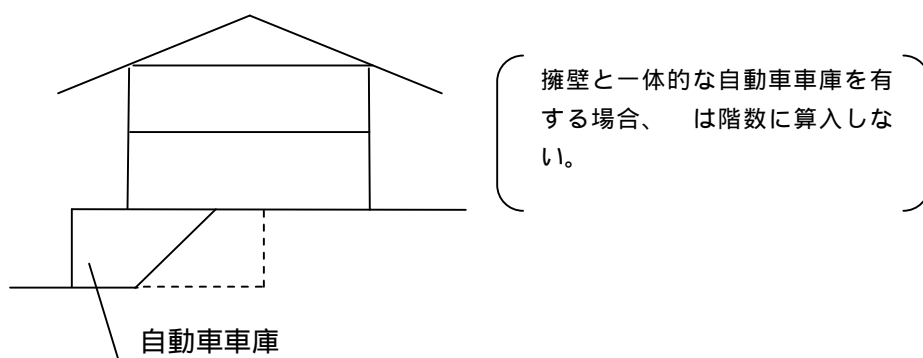 擁壁と一体的な自動車車庫を有
する場合、　は階数に算入しな
い。
自動車車庫